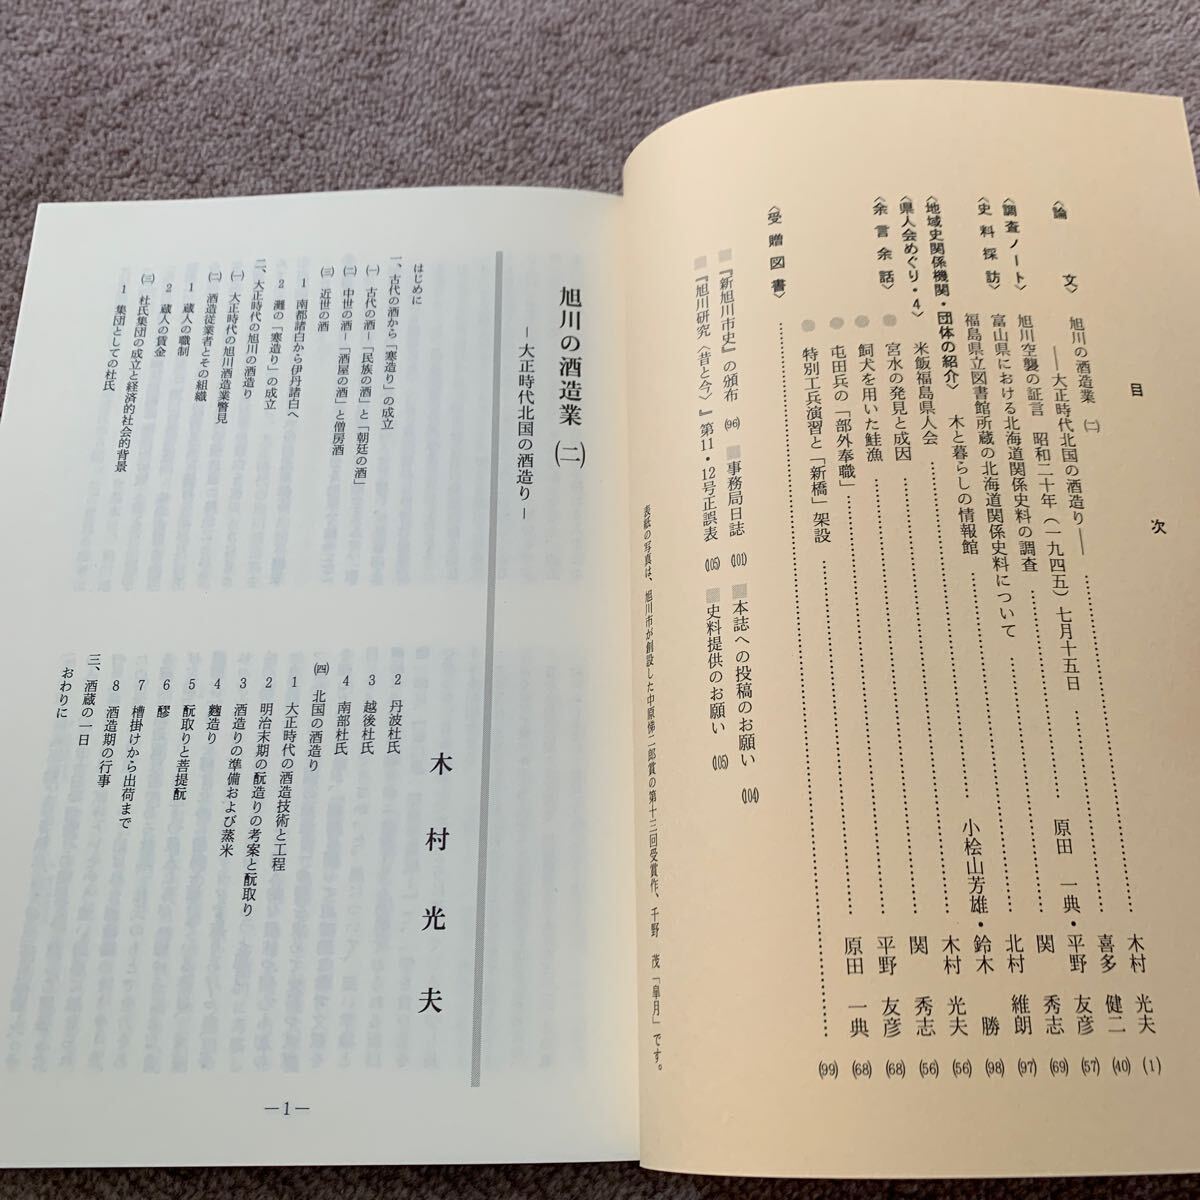 目次
〈論文〉 旭川の酒造業 ㈡
――大正時代北国の酒造り―― 木村 光夫 (1)
喜多 健二 (40)
〈調査ノート〉 旭川空襲の証言 昭和二十年(一九四五)七月十五日 原田 一典・平野 友彦 (57)
富山県における北海道関係史料の調査 関 秀志 (69)
〈史料採訪〉 福島県立図書館所蔵の北海道関係史料について 北村 維朗 (97)
〈地域史関係機関・団体の紹介〉 木と暮らしの情報館 小桧山芳雄・鈴木 勝 (98)
〈県人会めぐり・4〉 米飯福島県人会 木村 光夫 (56)
〈余言余話〉 ●宮水の発見と成因 関 秀志 (56)
●飼犬を用いた鮭漁 平野 友彦 (68)
●屯田兵の「部外奉職」 原田 一典 (68)
●特別工兵演習と「新橋」架設
〈受贈図書〉 (99)
■『新旭川市史』の頒布 (96) ■事務局日誌 (101) ■本誌への投稿のお願い (104)
■『旭川研究〈昔と今〉』第11・12号正誤表 (105) ■史料提供のお願い (105)
表紙の写真は、旭川市が創設した中原悌二郎賞の第十三回受賞作、千野 茂「皐月」です。
旭川の酒造業 ㈡
―大正時代北国の酒造り―
木村光夫
はじめに
一、古代の酒から「寒造り」の成立
㈠ 古代の酒―「民族の酒」と「朝廷の酒」
㈡ 中世の酒―「酒屋の酒」と僧房酒
㈢ 近世の酒
1 南都諸白から伊丹諸白へ
2 灘の「寒造り」の成立
二、大正時代の旭川の酒造り
㈠ 大正時代の旭川酒造業瞥見
㈡ 酒造従業者とその組織
1 蔵人の職制
2 蔵人の賃金
㈢ 杜氏集団の成立と経済的社会的背景
1 集団としての杜氏
2 丹波杜氏
3 越後杜氏
4 南部杜氏
㈣ 北国の酒造り
1 大正時代の酒造技術と工程
2 明治末期の酛造りの考案と酛取り
3 酒造りの準備および蒸米
4 麹造り
5 酛取りと菩提酛
6 醪
7 槽掛けから出荷まで
8 酒造期の行事
三、酒蔵の一日
おわりに
―1―